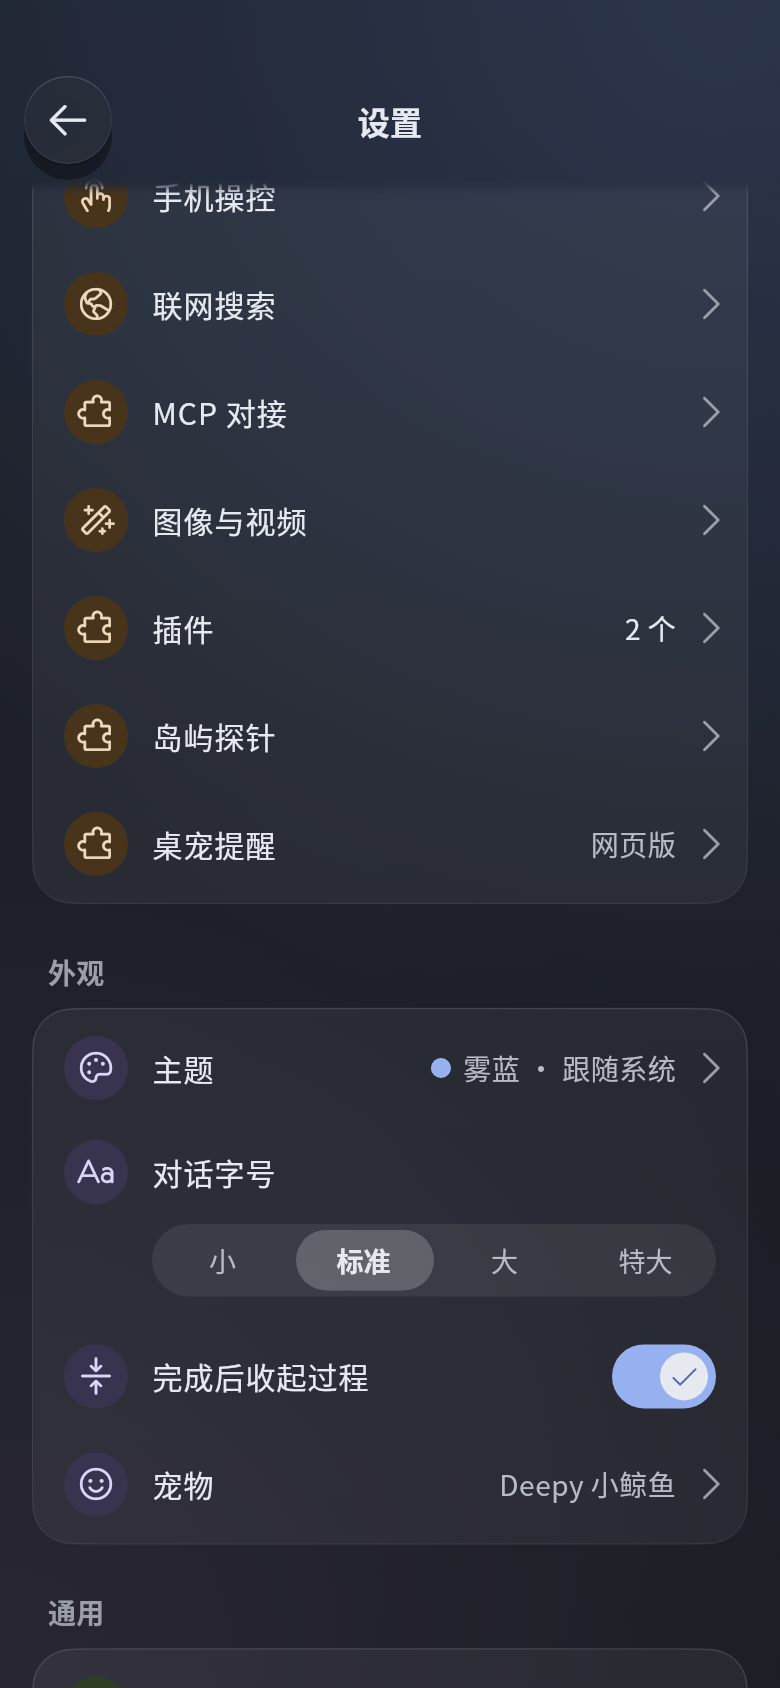 设置
手机操控
联网搜索
MCP 对接
图像与视频
插件 2 个
岛屿探针
桌宠提醒 网页版
外观
主题 雾蓝 · 跟随系统
Aa 对话字号
小 标准 大 特大
完成后收起过程
宠物 Deepy 小鲸鱼
通用